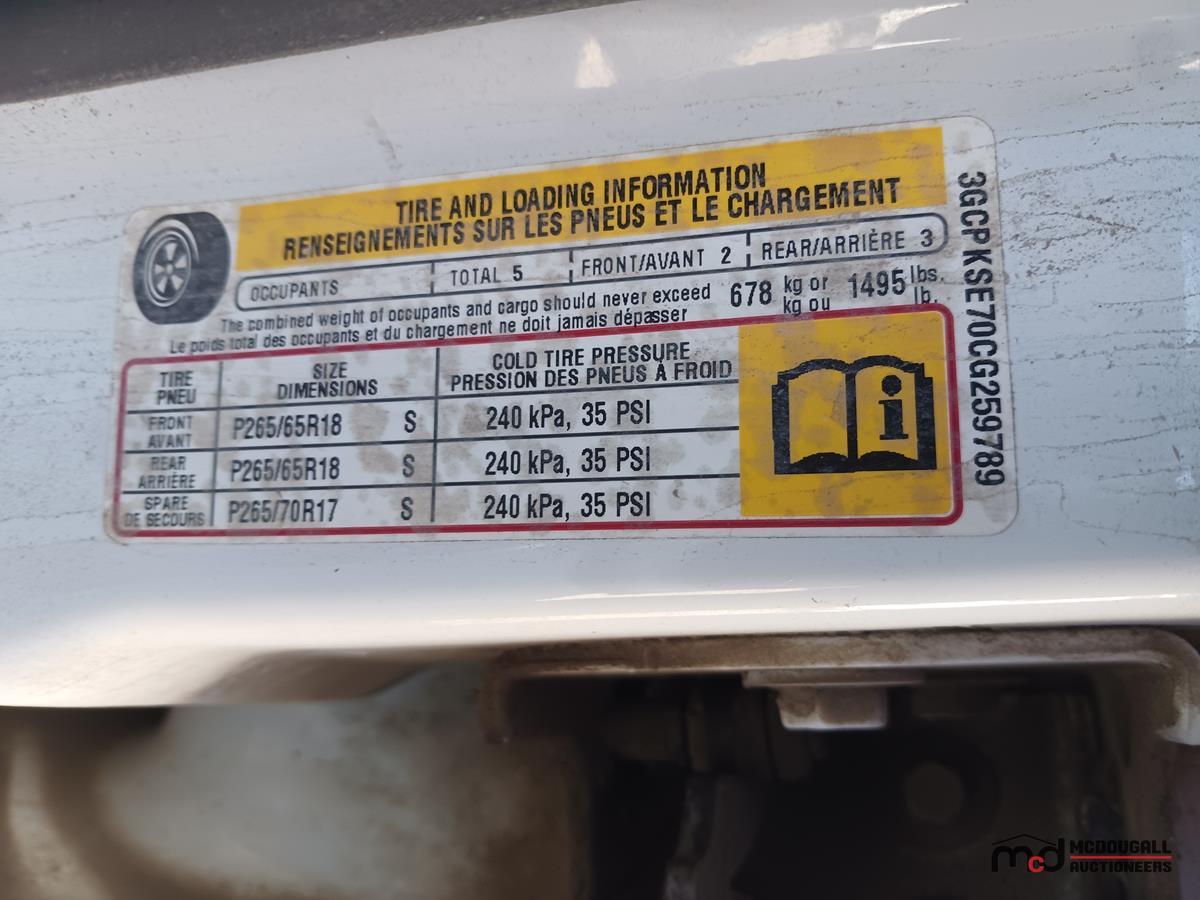 TIRE AND LOADING INFORMATION
RENSEIGNEMENTS SUR LES PNEUS ET LE CHARGEMENT
OCCUPANTS TOTAL 5 FRONT/AVANT 2 REAR/ARRIÈRE 3
The combined weight of occupants and cargo should never exceed 678 kg or 1495 lbs.
Le poids total des occupants et du chargement ne doit jamais dépasser kg ou lb.
TIRE SIZE COLD TIRE PRESSURE
PNEU DIMENSIONS PRESSION DES PNEUS À FROID
FRONT
AVANT P265/65R18 S 240 kPa, 35 PSI
REAR
ARRIÈRE P265/65R18 S 240 kPa, 35 PSI
SPARE
DE SECOURS P265/70R17 S 240 kPa, 35 PSI
3GCPKSE70CG259789
mcd MCDOUGALL
AUCTIONEERS